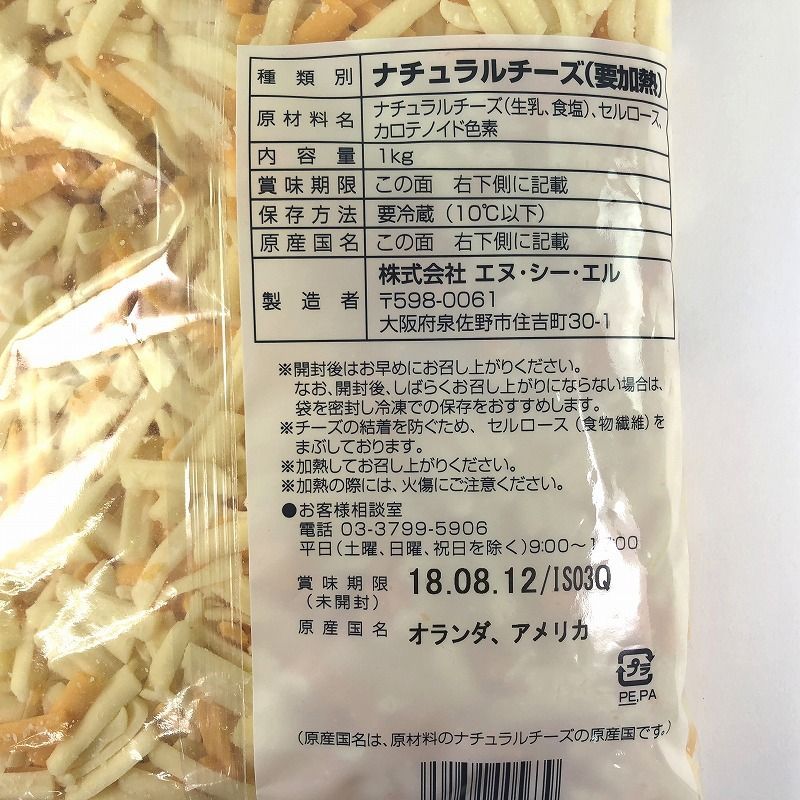 種類別 ナチュラルチーズ(要加熱)
原材料名 ナチュラルチーズ(生乳、食塩)、セルロース、
カロテノイド色素
内容量 1kg
賞味期限 この面 右下側に記載
保存方法 要冷蔵(10℃以下)
原産国名 この面 右下側に記載
製造者 株式会社 エヌ・シー・エル
〒598-0061
大阪府泉佐野市住吉町30-1
※開封後はお早めにお召し上がりください。
なお、開封後、しばらくお召し上がりにならない場合は、
袋を密封し冷凍での保存をおすすめします。
※チーズの結着を防ぐため、セルロース(食物繊維)を
まぶしております。
※加熱してお召し上がりください。
※加熱の際には、火傷にご注意ください。
●お客様相談室
電話 03-3799-5906
平日(土曜、日曜、祝日を除く)9:00~
賞味期限 18.08.12/ISO3Q
(未開封)
原産国名 オランダ、アメリカ
プラ
PE,PA
(原産国名は、原材料のナチュラルチーズの原産国です。)